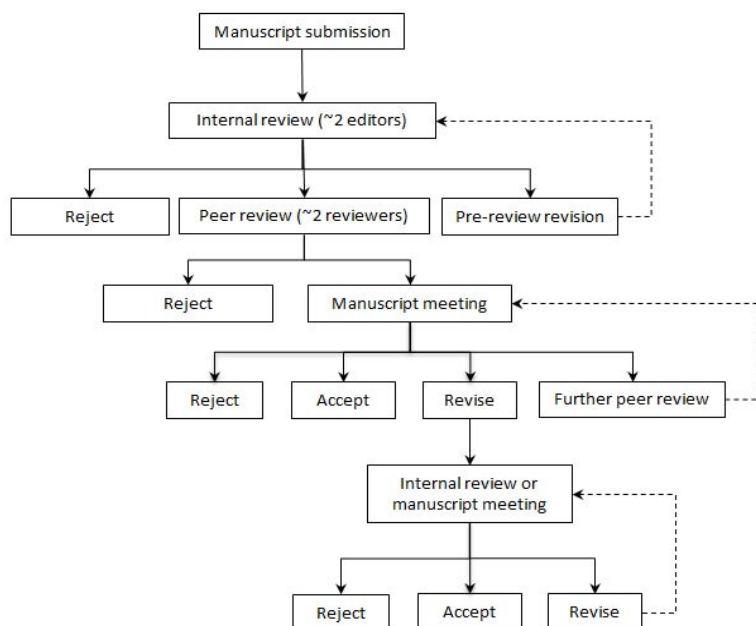 Manuscript submission
Internal review (~2 editors)
Reject
Peer review (~2 reviewers)
Pre-review revision
Reject
Manuscript meeting
Reject
Accept
Revise
Further peer review
Internal review or
manuscript meeting
Reject
Accept
Revise